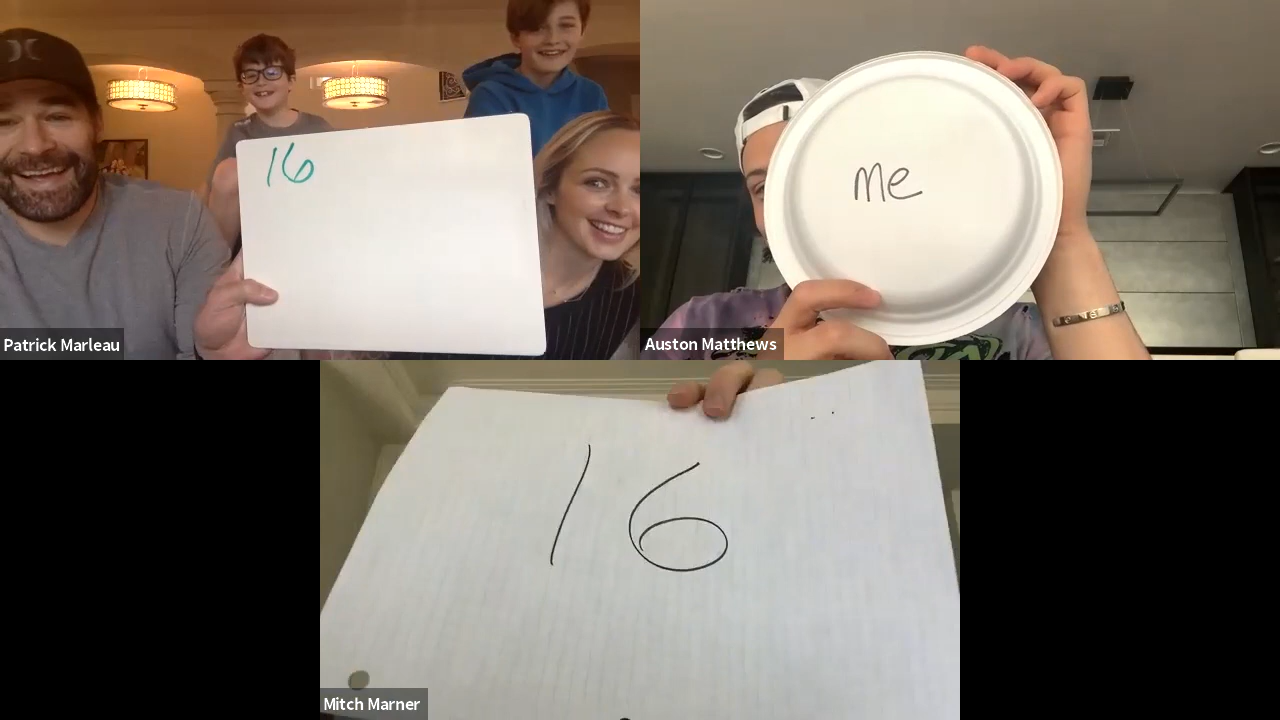 16
Patrick Marleau
me
Auston Matthews
16
Mitch Marner